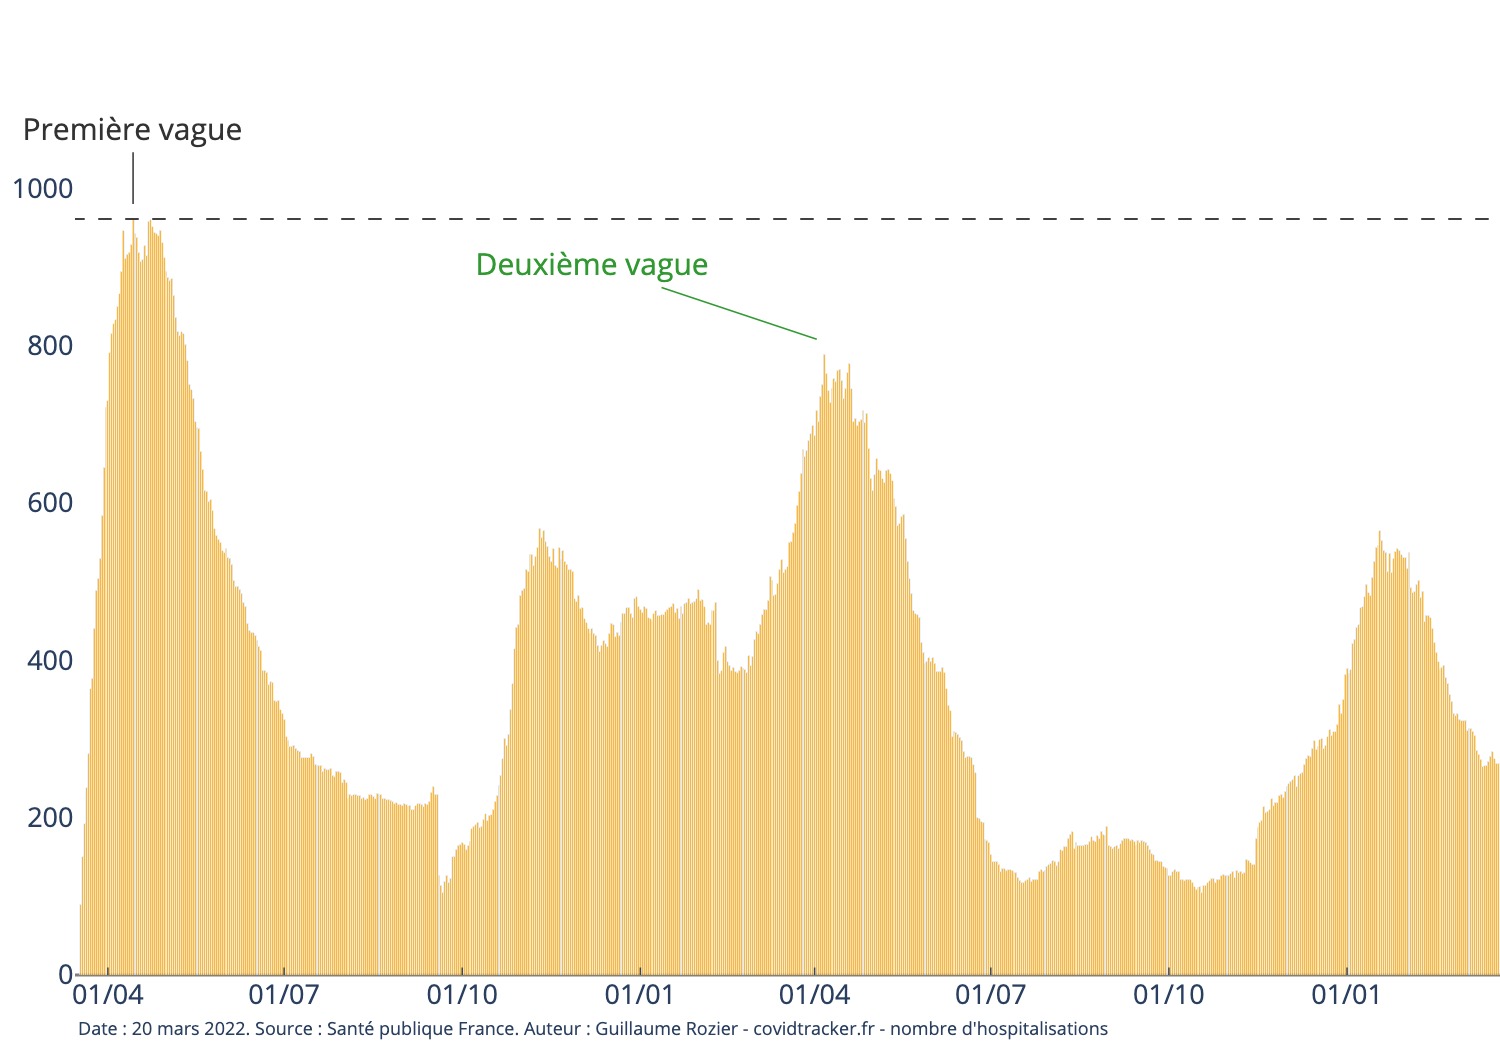 Première vague
1000
Deuxième vague
800
600
400
200
0
01/04 01/07 01/10 01/01 01/04 01/07 01/10 01/01
Date : 20 mars 2022. Source : Santé publique France. Auteur : Guillaume Rozier - covidtracker.fr - nombre d'hospitalisations